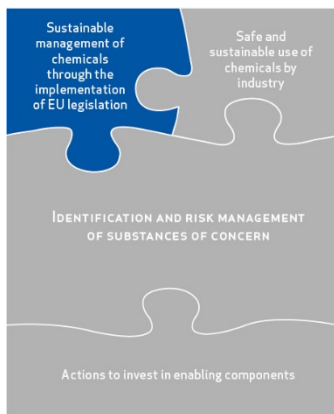 Sustainable
management of
chemicals
through the
implementation
of EU legislation
Safe and
sustainable use of
chemicals by
industry
IDENTIFICATION AND RISK MANAGEMENT
OF SUBSTANCES OF CONCERN
Actions to invest in enabling components